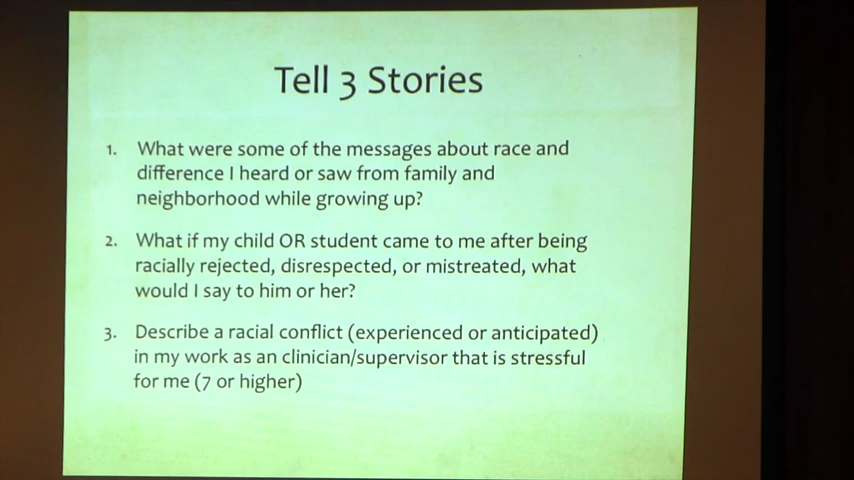 Tell 3 Stories
1. What were some of the messages about race and
difference I heard or saw from family and
neighborhood while growing up?
2. What if my child OR student came to me after being
racially rejected, disrespected, or mistreated, what
would I say to him or her?
3. Describe a racial conflict (experienced or anticipated)
in my work as an clinician/supervisor that is stressful
for me (7 or higher)